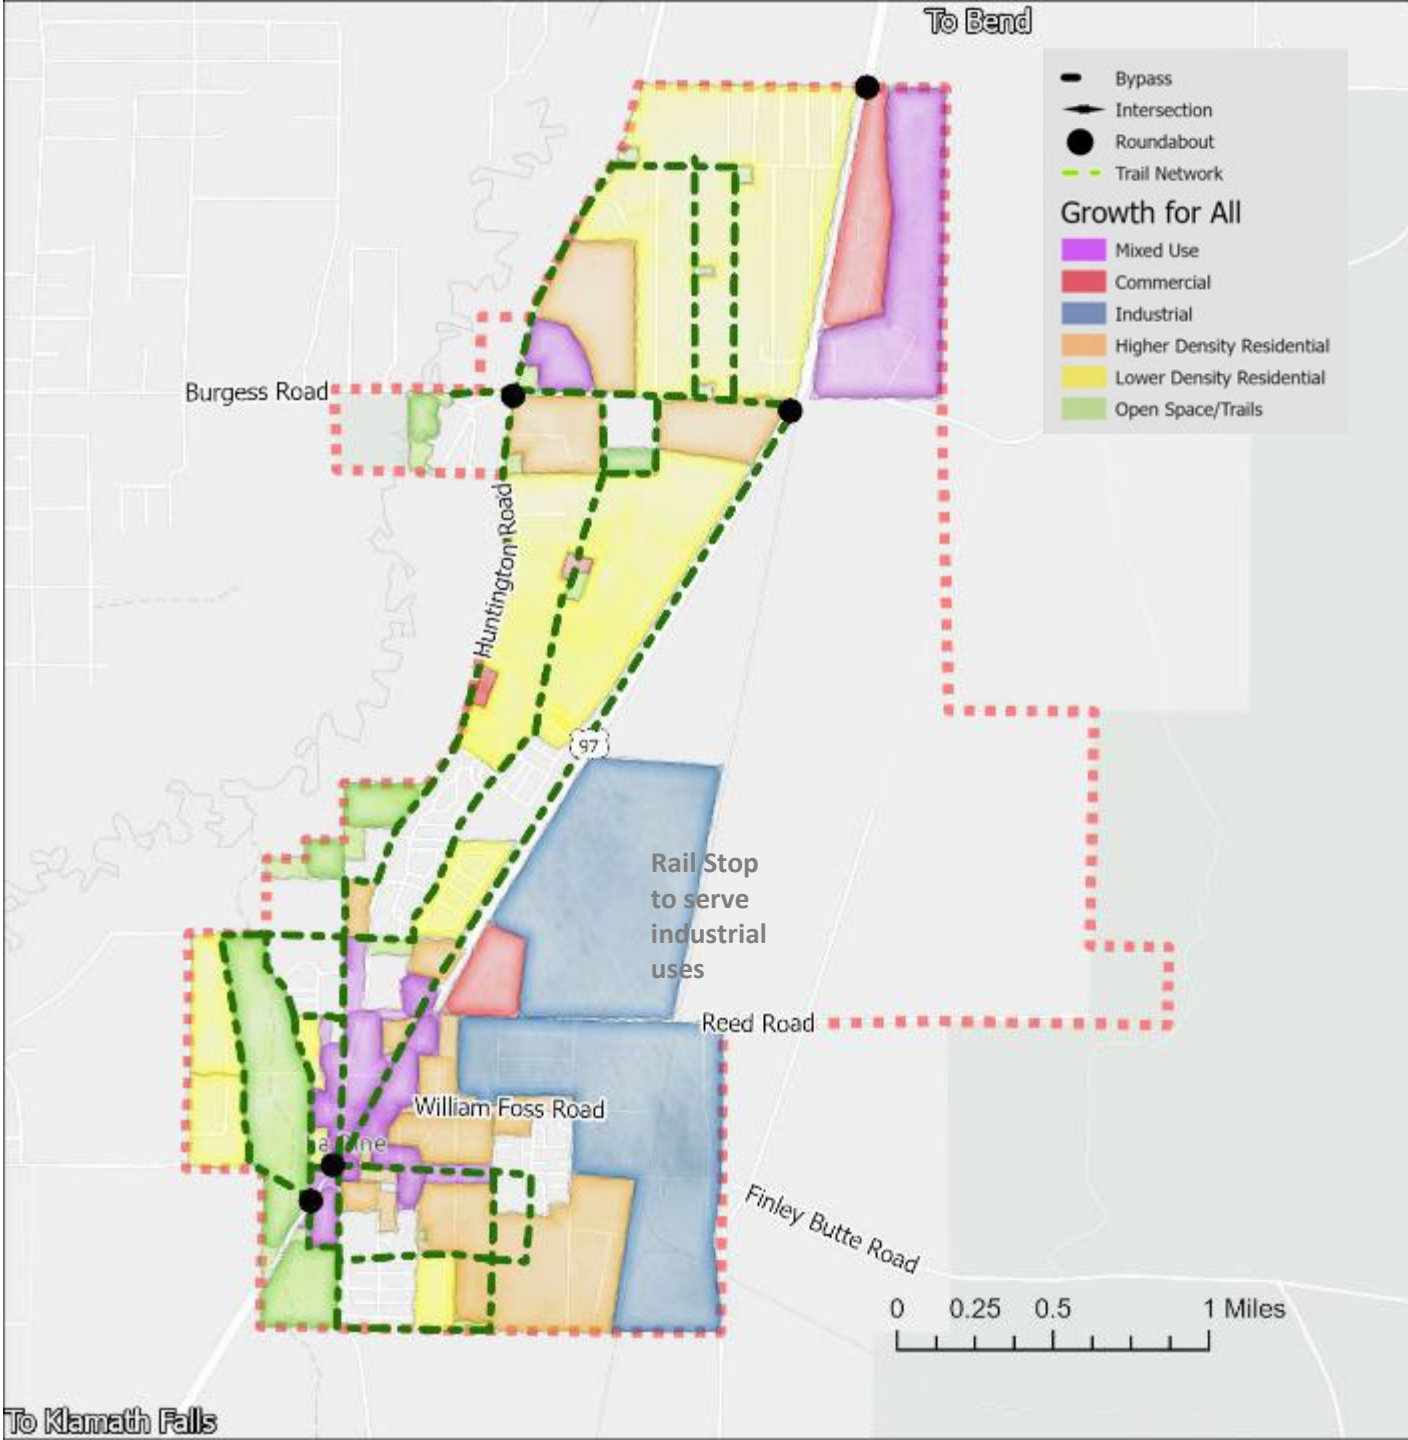 To Bend
Bypass
Intersection
Roundabout
Trail Network
Growth for All
Mixed Use
Commercial
Industrial
Higher Density Residential
Lower Density Residential
Open Space/Trails
Burgess Road
Huntington Road
97
Rail Stop
to serve
industrial
uses
Reed Road
William Foss Road
Finley Butte Road
0 0.25 0.5 1 Miles
To Klamath Falls